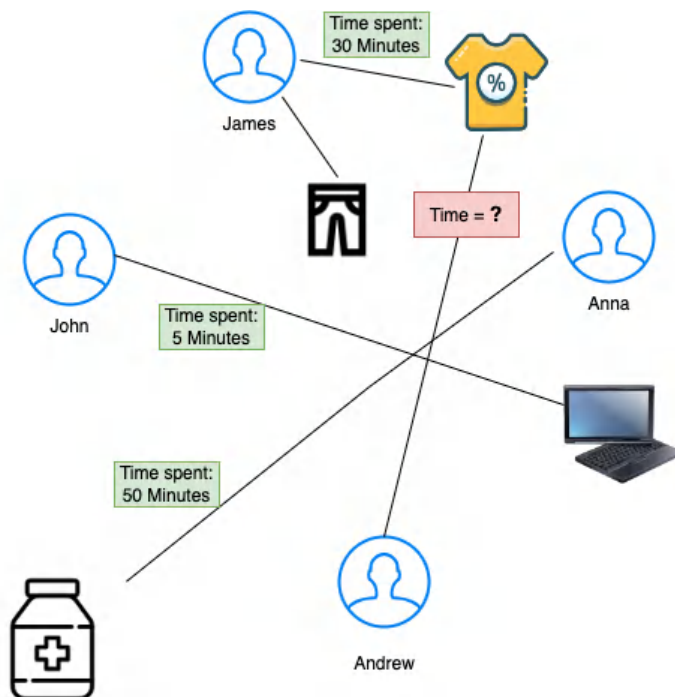 Time spent:
30 Minutes
%
James
Time = ?
John
Anna
Time spent:
5 Minutes
Time spent:
50 Minutes
Andrew